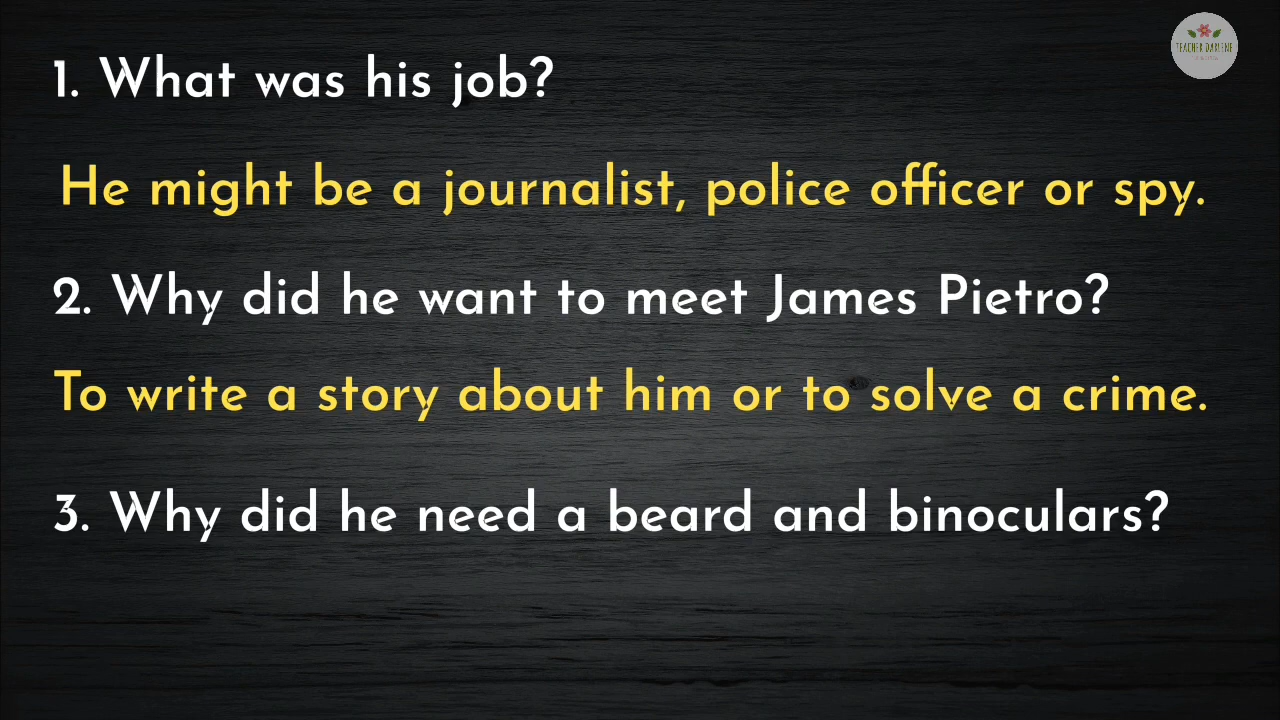 TEACHER DARLENE
1. What was his job?
He might be a journalist, police officer or spy.
2. Why did he want to meet James Pietro?
To write a story about him or to solve a crime.
3. Why did he need a beard and binoculars?